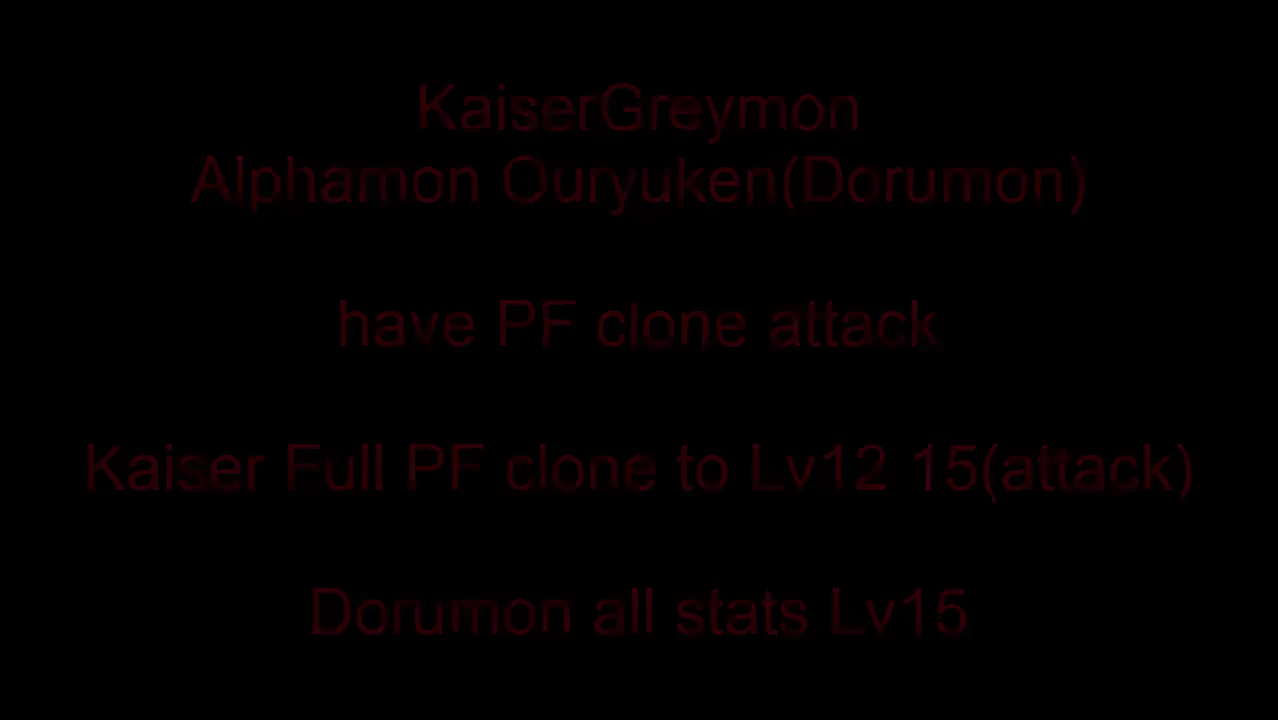 KaiserGreymon
Alphamon Ouryuken(Dorumon)
have PF clone attack
Kaiser Full PF clone to Lv12 15(attack)
Dorumon all stats Lv15